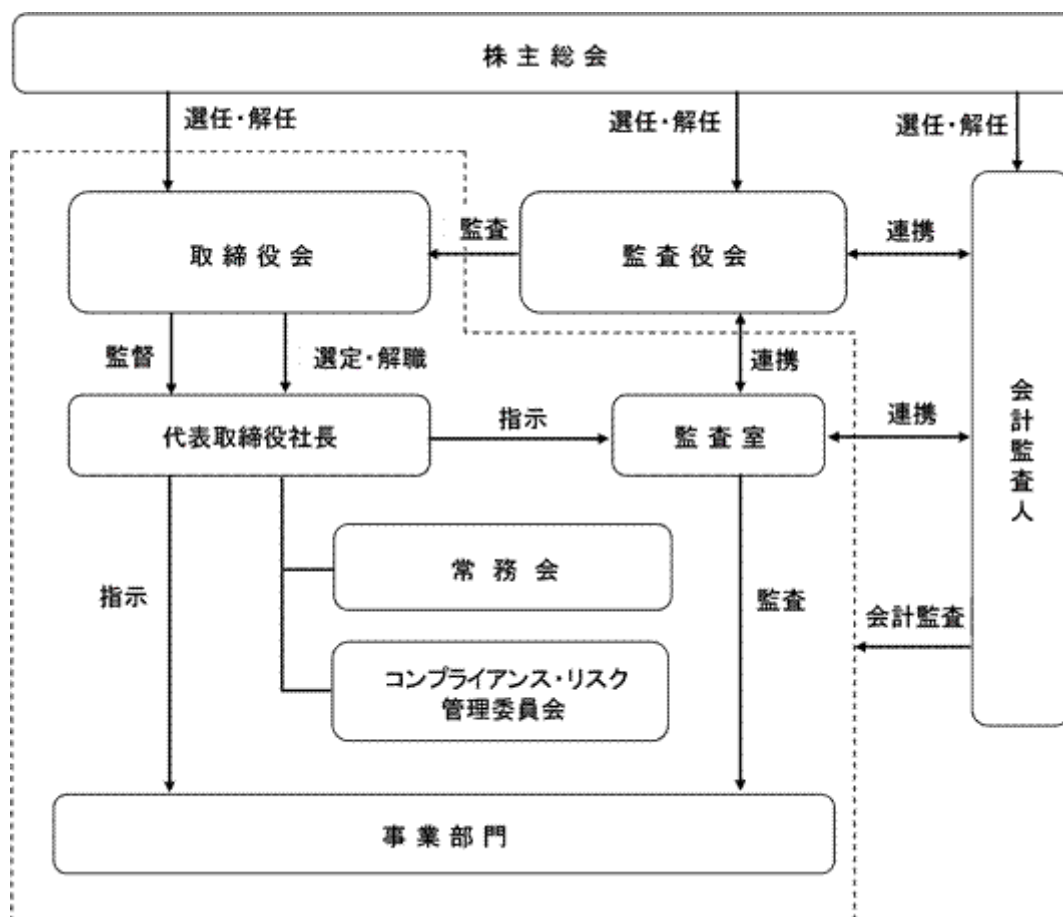 株主総会
選任・解任
選任・解任
選任・解任
取締役会
監査
監査役会
連携
監督
選定・解職
連携
代表取締役社長
指示
監査室
連携
会計監査人
常務会
指示
監査
会計監査
コンプライアンス・リスク
管理委員会
事業部門